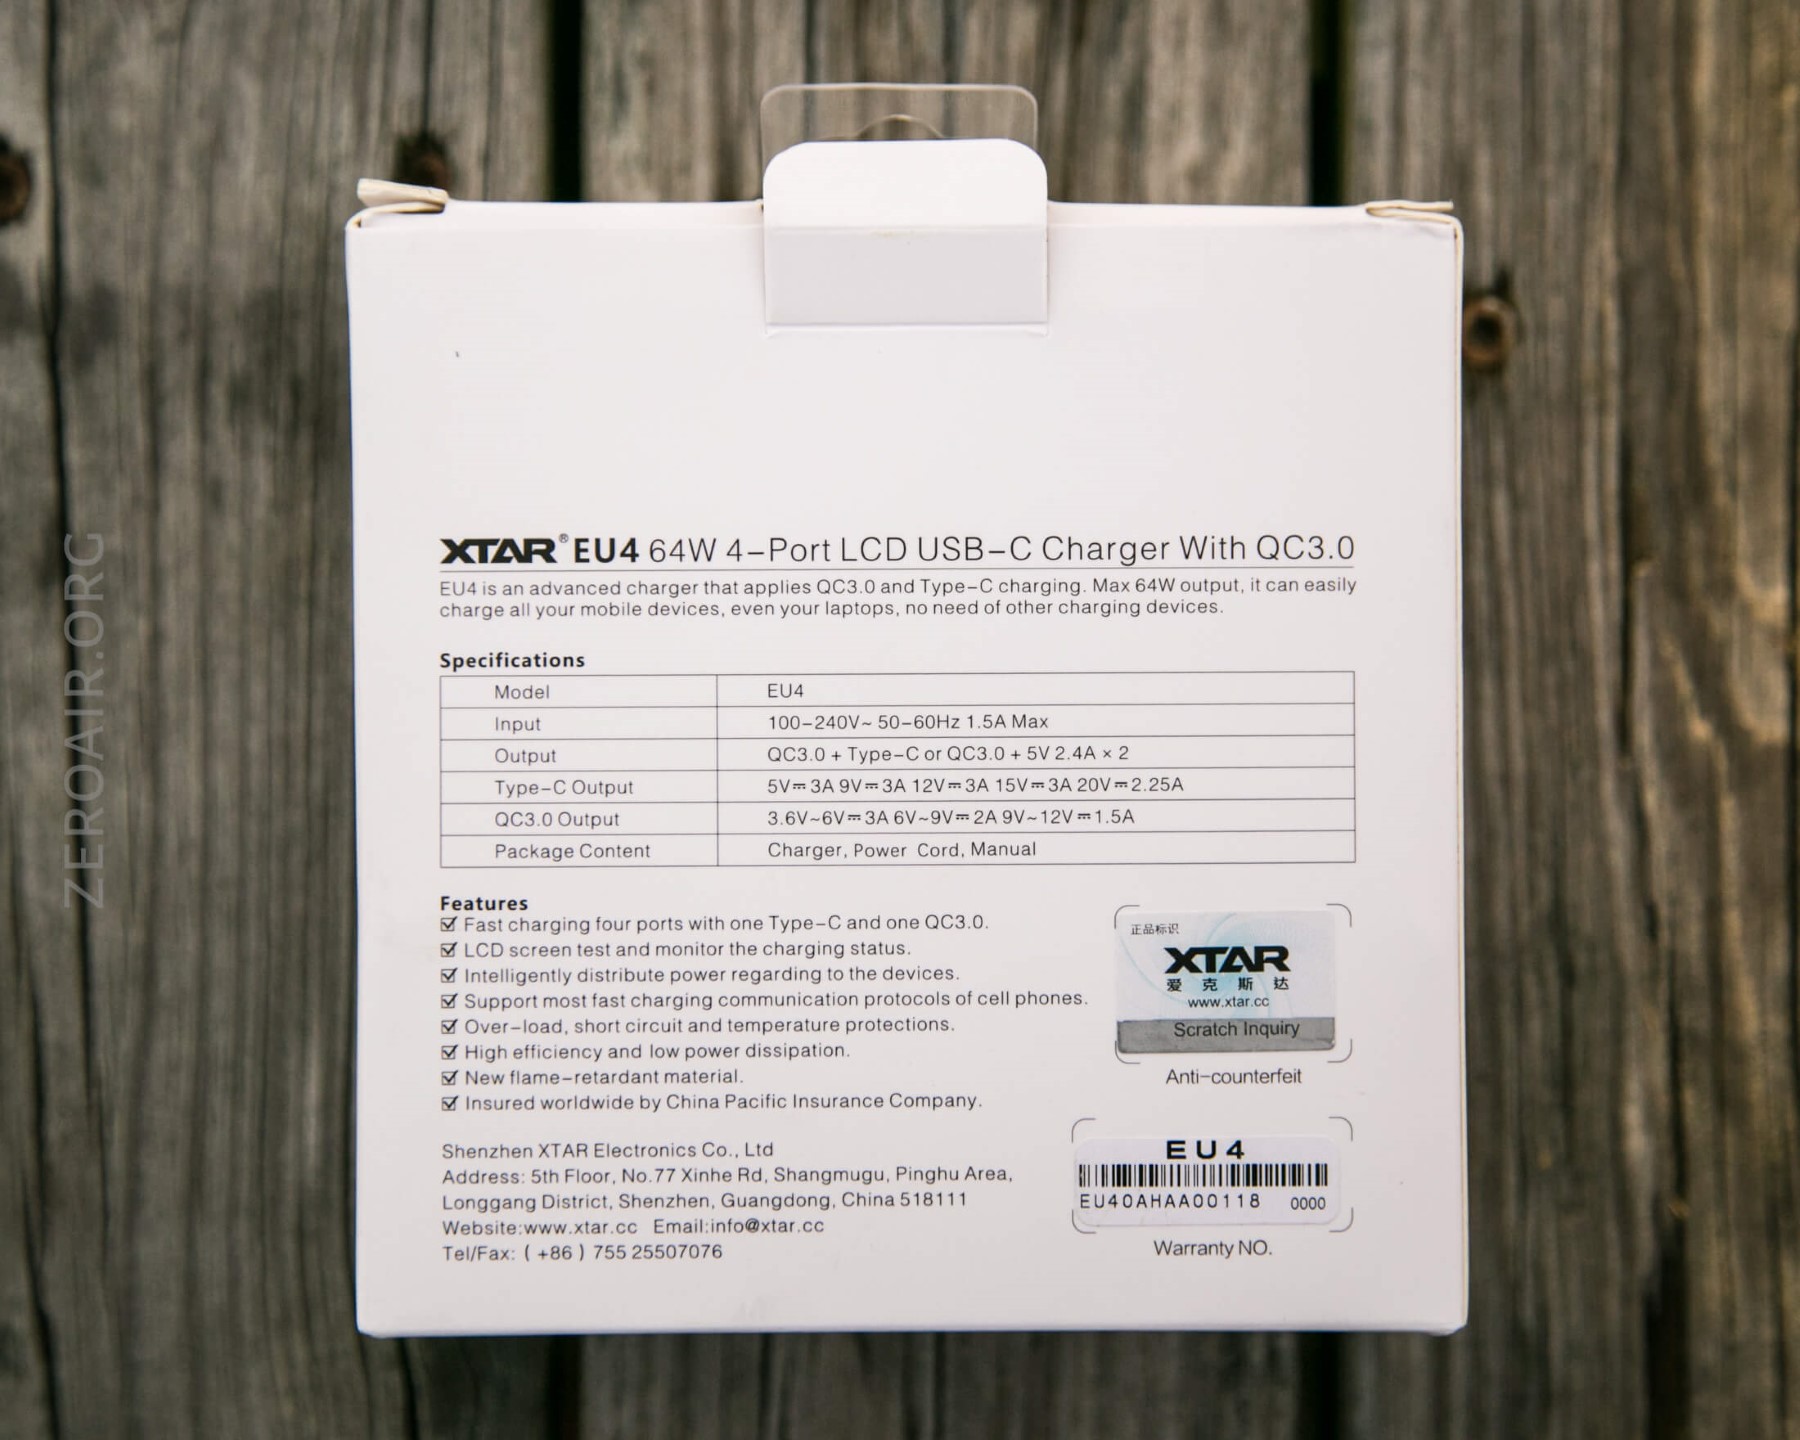 XTAR® EU4 64W 4-Port LCD USB-C Charger With QC3.0
EU4 is an advanced charger that applies QC3.0 and Type-C charging. Max 64W output, it can easily
charge all your mobile devices, even your laptops, no need of other charging devices.
Specifications
Model EU4
Input 100-240V~ 50-60Hz 1.5A Max
Output QC3.0 + Type-C or QC3.0 + 5V 2.4A × 2
Type-C Output 5V⎓3A 9V⎓3A 12V⎓3A 15V⎓3A 20V⎓2.25A
QC3.0 Output 3.6V~6V⎓3A 6V~9V⎓2A 9V~12V⎓1.5A
Package Content Charger, Power Cord, Manual
Features
☑ Fast charging four ports with one Type-C and one QC3.0.
☑ LCD screen test and monitor the charging status.
☑ Intelligently distribute power regarding to the devices.
☑ Support most fast charging communication protocols of cell phones.
☑ Over-load, short circuit and temperature protections.
☑ High efficiency and low power dissipation.
☑ New flame-retardant material.
☑ Insured worldwide by China Pacific Insurance Company.
正品标识
XTAR
爱克斯达
www.xtar.cc
Scratch Inquiry
Anti-counterfeit
Shenzhen XTAR Electronics Co., Ltd
Address: 5th Floor, No.77 Xinhe Rd, Shangmugu, Pinghu Area,
Longgang District, Shenzhen, Guangdong, China 518111
Website:www.xtar.cc Email:info@xtar.cc
Tel/Fax: ( +86 ) 755 25507076
EU4
EU40AHAA00118 0000
Warranty NO.
ZEROAIR.ORG